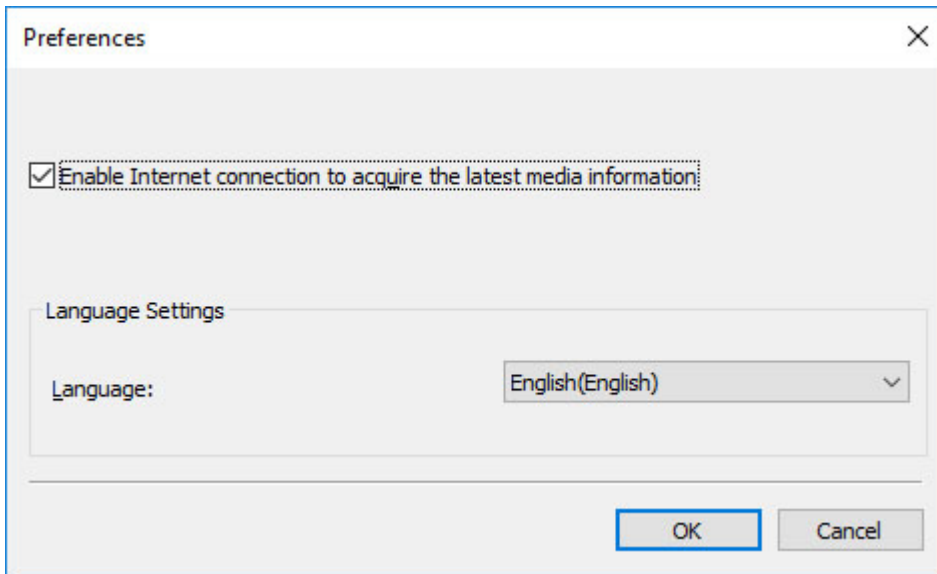 Preferences
Enable Internet connection to acquire the latest media information
Language Settings
Language:
English(English)
OK
Cancel